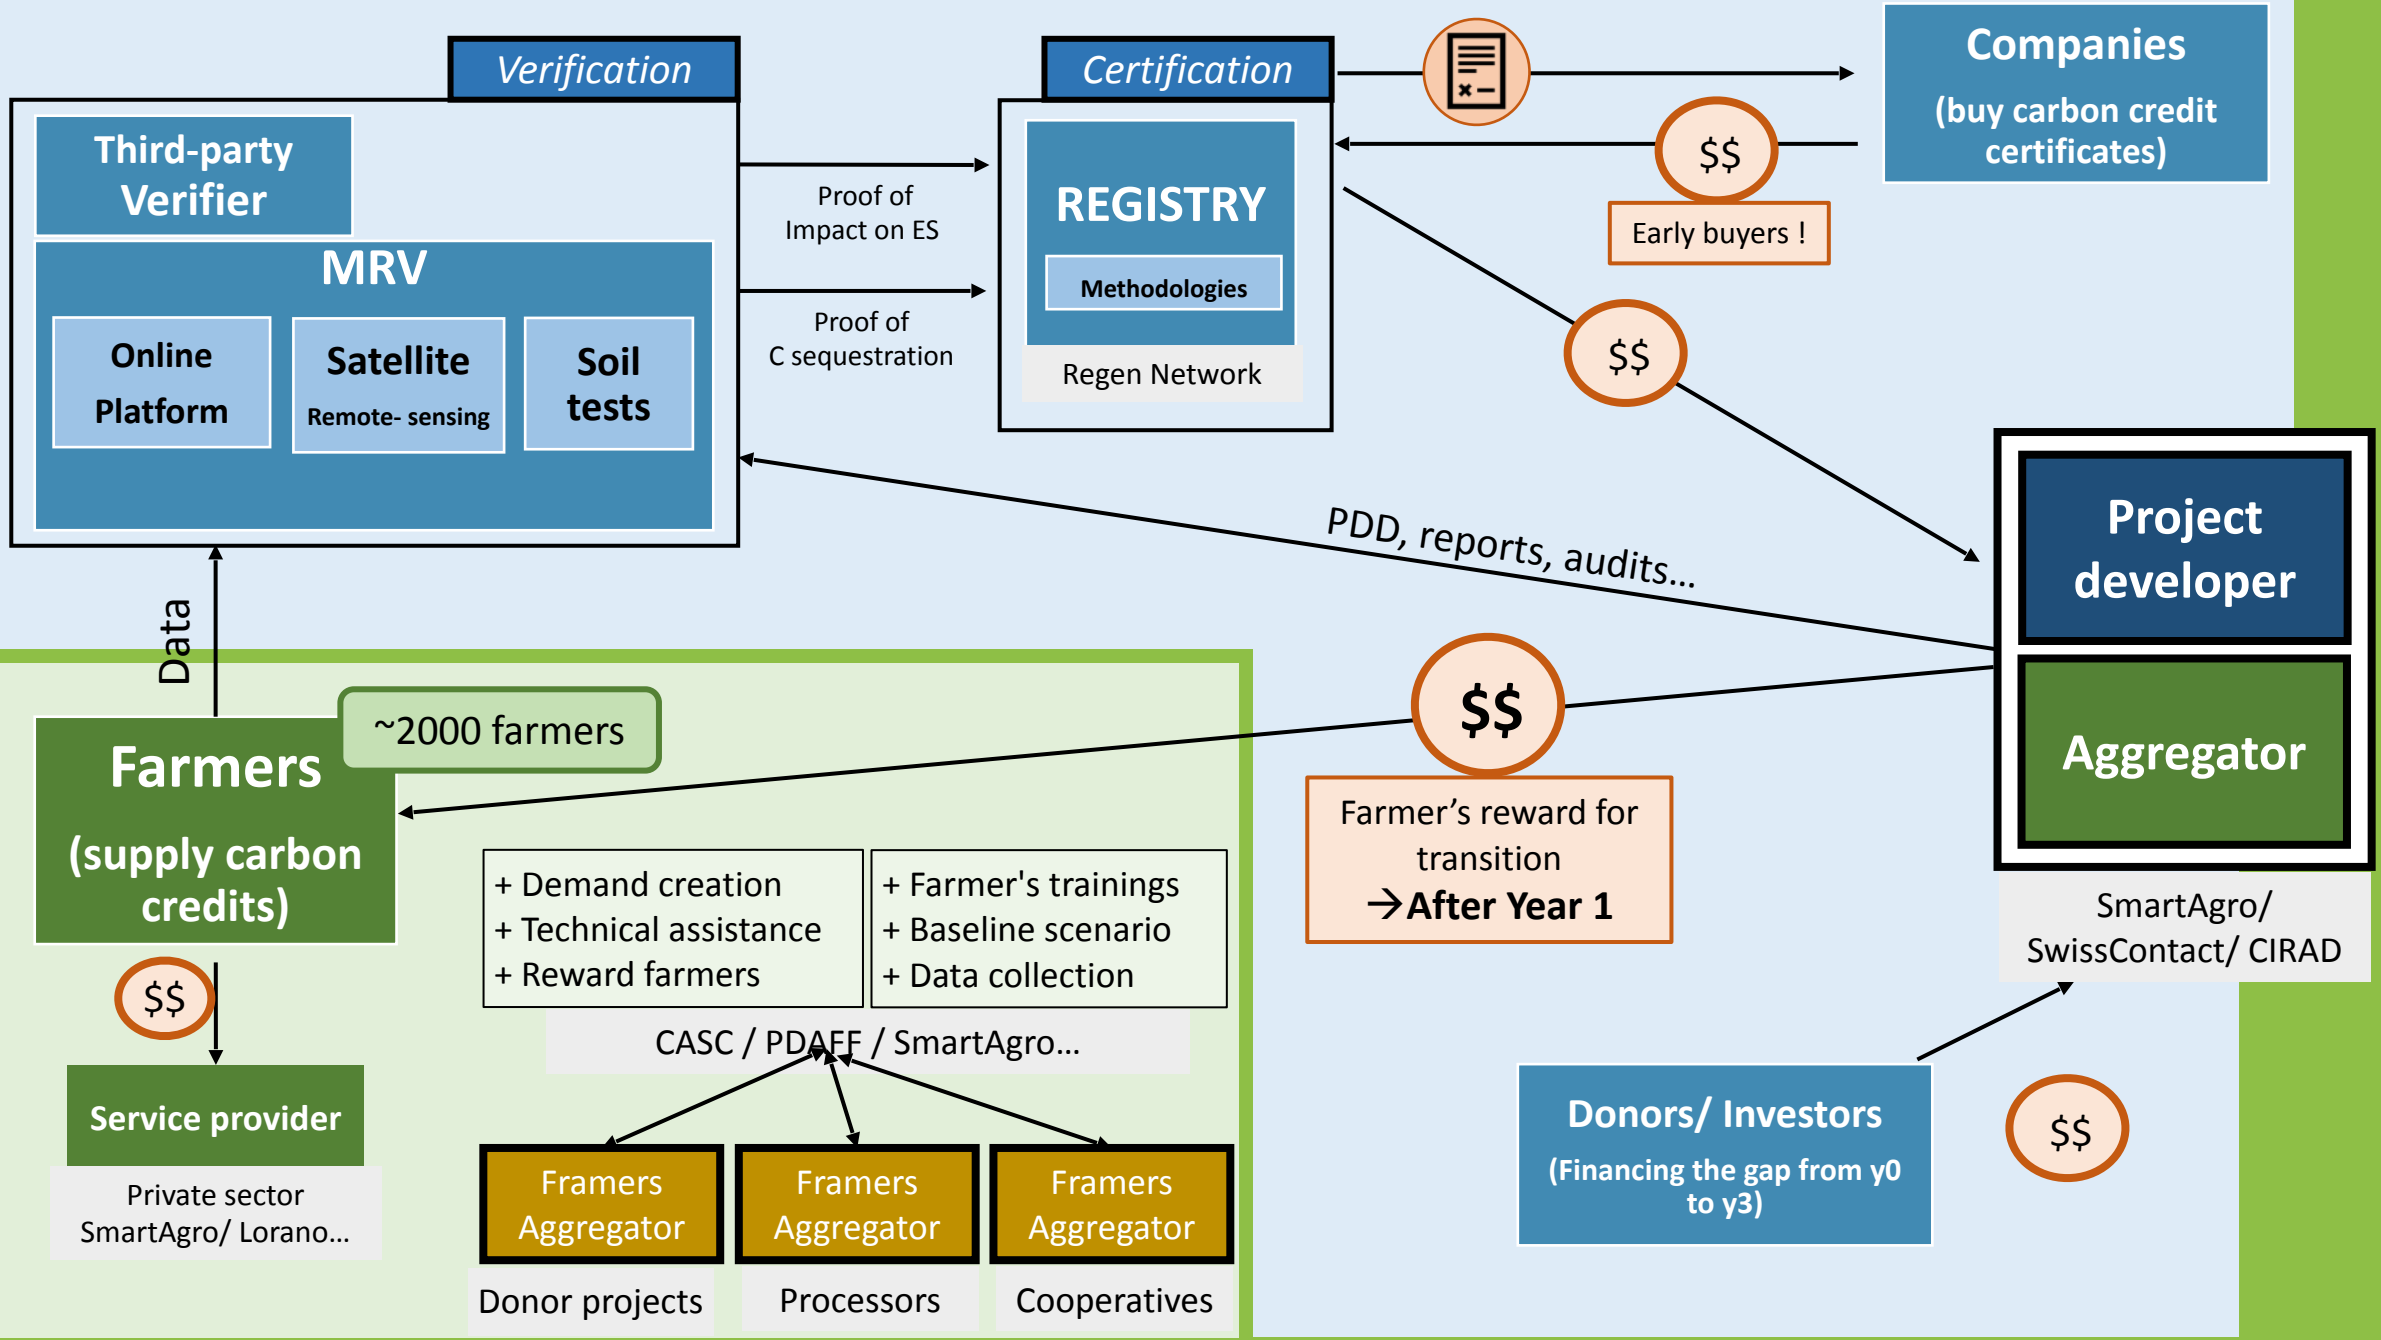 Verification
Third-party
Verifier
MRV
Online
Platform
Satellite
Remote- sensing
Soil
tests
Proof of
Impact on ES
Proof of
C sequestration
Certification
REGISTRY
Methodologies
Regen Network
$$
Early buyers !
Companies
(buy carbon credit
certificates)
$$
PDD, reports, audits...
Project
developer
Aggregator
SmartAgro/
SwissContact/ CIRAD
Data
~2000 farmers
Farmers
(supply carbon
credits)
$$
Farmer’s reward for
transition
→After Year 1
$$
Service provider
Private sector
SmartAgro/ Lorano...
+ Demand creation
+ Technical assistance
+ Reward farmers
+ Farmer's trainings
+ Baseline scenario
+ Data collection
CASC / PDAFF / SmartAgro...
Framers
Aggregator
Donor projects
Framers
Aggregator
Processors
Framers
Aggregator
Cooperatives
Donors/ Investors
(Financing the gap from y0
to y3)
$$